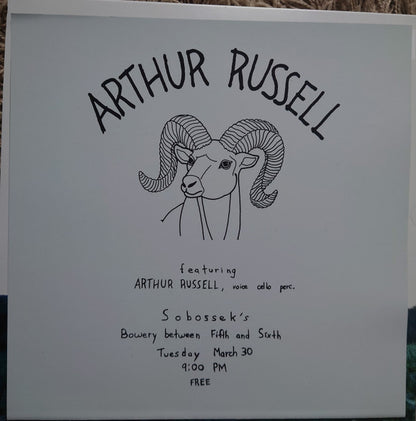 ARTHUR RUSSELL
featuring
ARTHUR RUSSELL, voice cello perc.
Sobossek's
Bowery between Fifth and Sixth
Tuesday March 30
9:00 PM
FREE